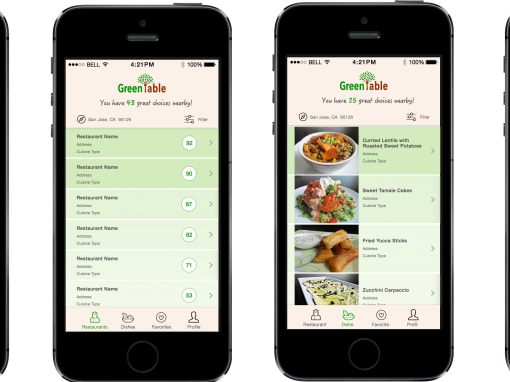 ●●●○○ BELL 4:21PM 100%
GreenTable
You have 93 great choices nearby!
San Jose, CA 95126 Filter
Restaurant Name
Address
Cuisine Type
92
Restaurant Name
Address
Cuisine Type
90
Restaurant Name
Address
Cuisine Type
87
Restaurant Name
Address
Cuisine Type
82
Restaurant Name
Address
Cuisine Type
71
Restaurant Name
Address
Cuisine Type
53
Restaurants Dishes Favorites Profile
●●●○○ BELL 4:21PM 100%
GreenTable
You have 25 great choices nearby!
San Jose, CA 95126 Filter
Curried Lentils with
Roasted Sweet Potatoes
Address
Cuisine Type
Sweet Tamale Cakes
Address
Cuisine Type
Fried Yucca Sticks
Address
Cuisine Type
Zucchini Carpaccio
Address
Cuisine Type
Restaurant Dishe Favorite Profil